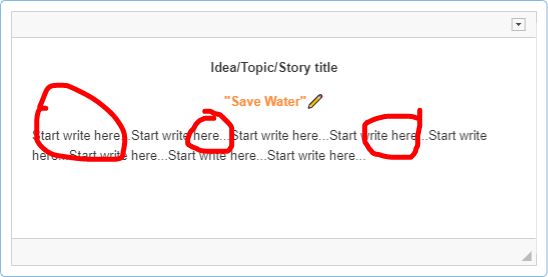 Idea/Topic/Story title
"Save Water"
Start write here...Start write here...Start write here...Start write here...Start write
here...Start write here...Start write here...Start write here...